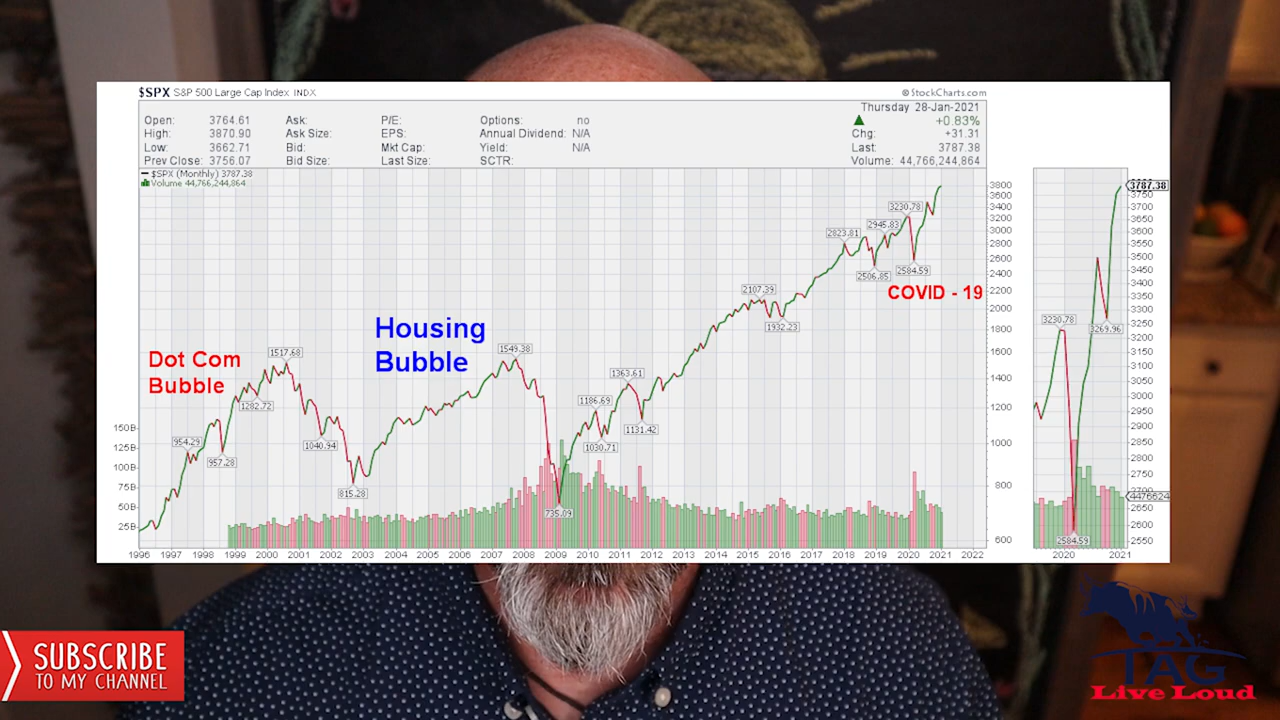 $SPX S&P 500 Large Cap Index INDX
© StockCharts.com
Thursday 28-Jan-2021
Open: 3764.61 Ask: P/E: Options: no ▲ +0.83%
High: 3870.90 Ask Size: EPS: Annual Dividend: N/A Chg: +31.31
Low: 3662.71 Bid: Mkt Cap: Yield: N/A Last: 3787.38
Prev Close: 3756.07 Bid Size: Last Size: SCTR: Volume: 44,766,244,864
$SPX (Monthly) 3787.38
Volume 44,766,244,864
Dot Com
Bubble
Housing
Bubble
COVID - 19
954.29
957.28
1282.72
1517.68
1040.94
815.28
1549.38
735.09
1186.69
1030.71
1363.61
1131.42
2107.39
1932.23
2823.81
2506.85
2945.83
3230.78
2584.59
150B
125B
100B
75B
50B
25B
3800
3600
3400
3200
3000
2800
2600
2400
2200
2000
1800
1600
1400
1200
1000
800
600
1996 1997 1998 1999 2000 2001 2002 2003 2004 2005 2006 2007 2008 2009 2010 2011 2012 2013 2014 2015 2016 2017 2018 2019 2020 2021 2022
3230.78
3269.96
2584.59
3787.38
3750
3700
3650
3600
3550
3500
3450
3400
3350
3300
3250
3200
3150
3100
3050
3000
2950
2900
2850
2800
2750
4476624
2650
2600
2550
2020 2021
SUBSCRIBE
TO MY CHANNEL
TAG
Live Loud